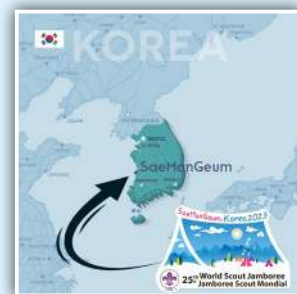 KOREA
SaeManGeum
SaeManGeum, Korea 2023
25th World Scout Jamboree
Jamboree Scout Mondial